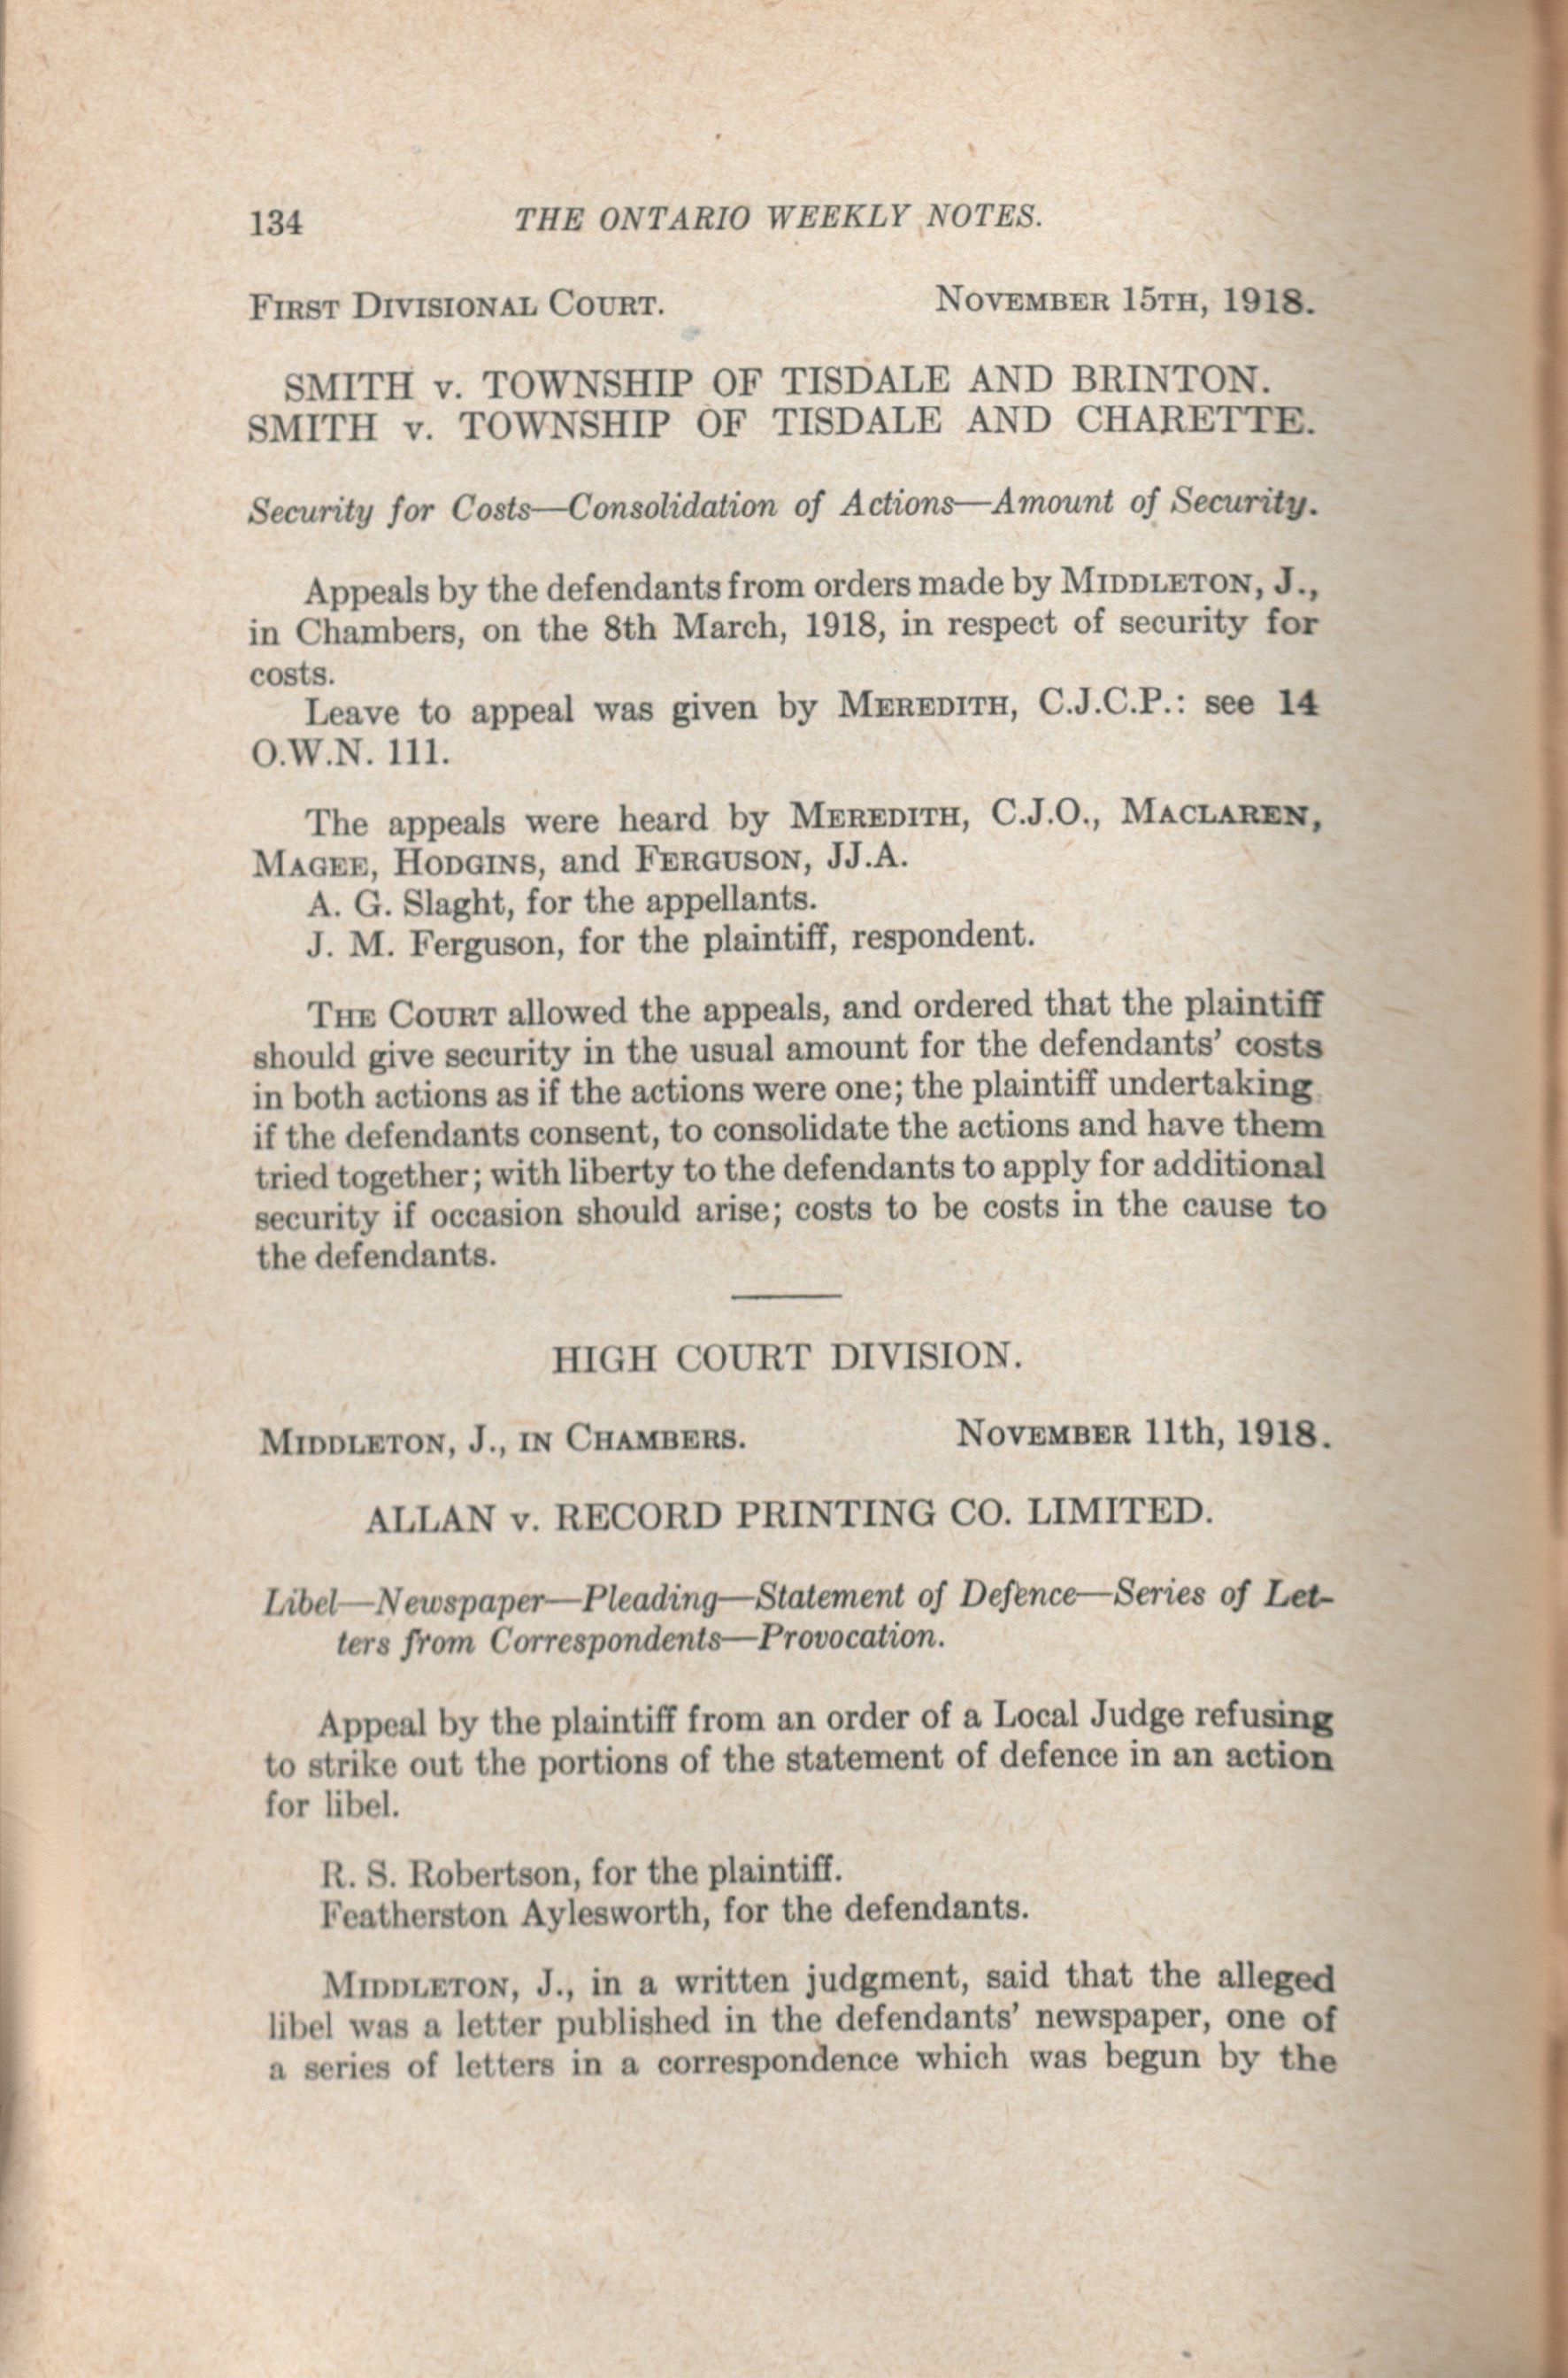 134 THE ONTARIO WEEKLY NOTES.
FIRST DIVISIONAL COURT. NOVEMBER 15TH, 1918.
SMITH v. TOWNSHIP OF TISDALE AND BRINTON.
SMITH v. TOWNSHIP OF TISDALE AND CHARETTE.
Security for Costs—Consolidation of Actions—Amount of Security.
Appeals by the defendants from orders made by MIDDLETON, J.,
in Chambers, on the 8th March, 1918, in respect of security for
costs.
Leave to appeal was given by MEREDITH, C.J.C.P.: see 14
O.W.N. 111.
The appeals were heard by MEREDITH, C.J.O., MACLAREN,
MAGEE, HODGINS, and FERGUSON, JJ.A.
A. G. Slaght, for the appellants.
J. M. Ferguson, for the plaintiff, respondent.
THE COURT allowed the appeals, and ordered that the plaintiff
should give security in the usual amount for the defendants' costs
in both actions as if the actions were one; the plaintiff undertaking,
if the defendants consent, to consolidate the actions and have them
tried together; with liberty to the defendants to apply for additional
security if occasion should arise; costs to be costs in the cause to
the defendants.
HIGH COURT DIVISION.
MIDDLETON, J., IN CHAMBERS. NOVEMBER 11th, 1918.
ALLAN v. RECORD PRINTING CO. LIMITED.
Libel—Newspaper—Pleading—Statement of Defence—Series of Let-
ters from Correspondents—Provocation.
Appeal by the plaintiff from an order of a Local Judge refusing
to strike out the portions of the statement of defence in an action
for libel.
R. S. Robertson, for the plaintiff.
Featherston Aylesworth, for the defendants.
MIDDLETON, J., in a written judgment, said that the alleged
libel was a letter published in the defendants' newspaper, one of
a series of letters in a correspondence which was begun by the